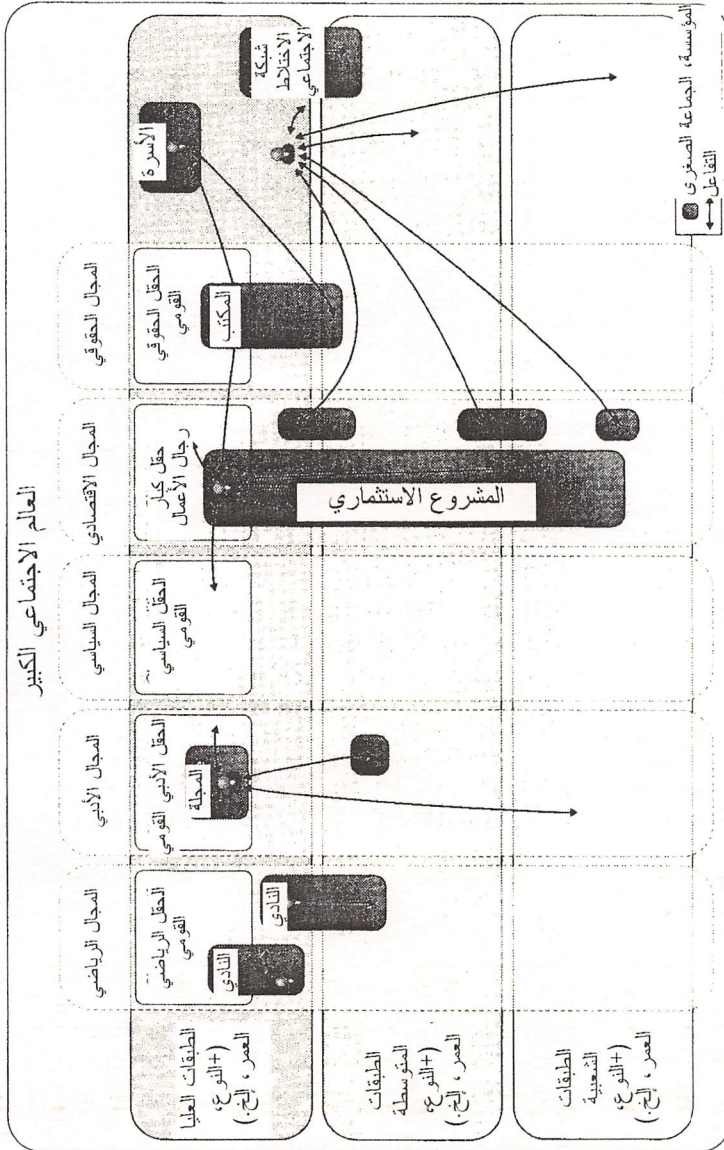 العالم الاجتماعي الكبير
المجال الرياضي
المجال الأدبي
المجال السياسي
المجال الاقتصادي
المجال الحقوقي
الطبقات العليا
(+النوع،
العمر، إلخ.)
الحقل الرياضي
القومي
النادي
النادي
الحقل الأدبي القومي
المجلة
الحقل السياسي
القومي
حقل كبار
رجال الأعمال
المشروع الاستثماري
الحقل الحقوقي
القومي
المكتب
الأسرة
شبكة
الاختلاط
الاجتماعي
الطبقات
المتوسطة
(+النوع،
العمر، إلخ.)
الطبقات
الشعبية
(+النوع،
العمر، إلخ.)
المؤسسة، الجماعة الصغرى
التفاعل